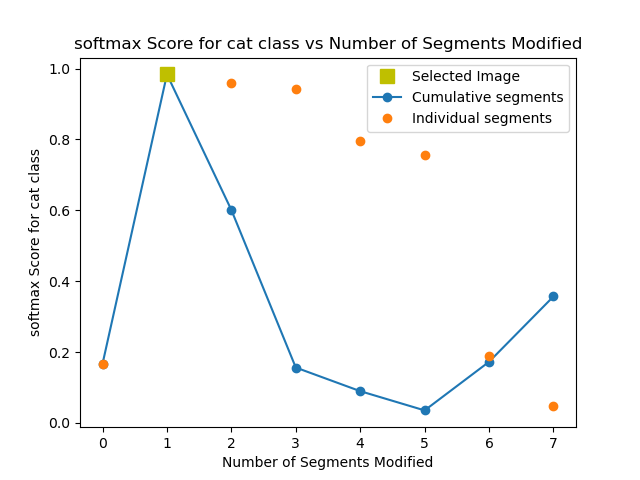 softmax Score for cat class vs Number of Segments Modified
Selected Image
Cumulative segments
Individual segments
softmax Score for cat class
1.0
0.8
0.6
0.4
0.2
0.0
0 1 2 3 4 5 6 7
Number of Segments Modified